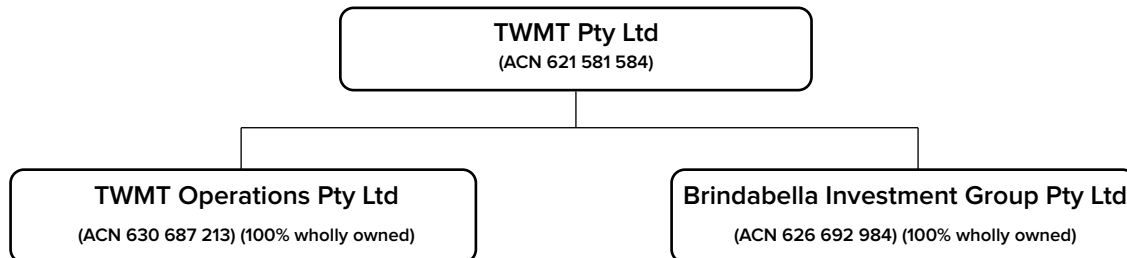 TWMT Pty Ltd
(ACN 621 581 584)
TWMT Operations Pty Ltd
(ACN 630 687 213) (100% wholly owned)
Brindabella Investment Group Pty Ltd
(ACN 626 692 984) (100% wholly owned)